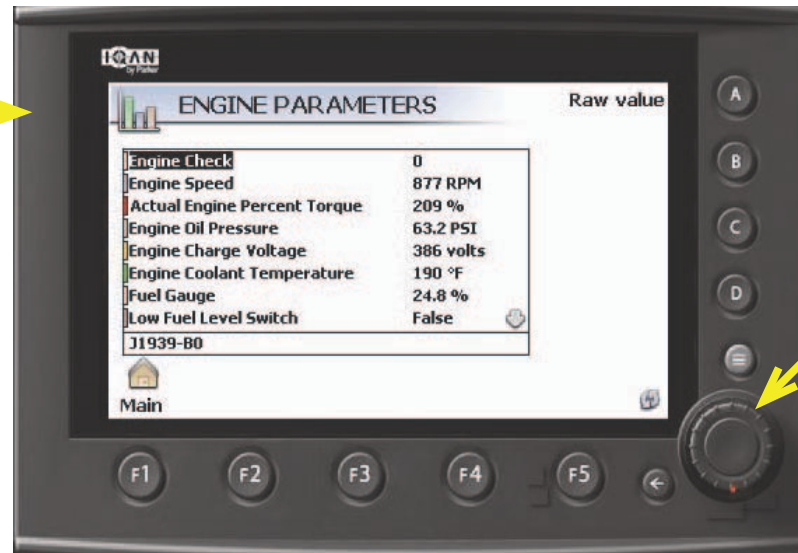 IQAN
by Parker
ENGINE PARAMETERS
Raw value
Engine Check 0
Engine Speed 877 RPM
Actual Engine Percent Torque 209 %
Engine Oil Pressure 63.2 PSI
Engine Charge Voltage 386 volts
Engine Coolant Temperature 190 °F
Fuel Gauge 24.8 %
Low Fuel Level Switch False
J1939-B0
Main
A
B
C
D
F1 F2 F3 F4 F5